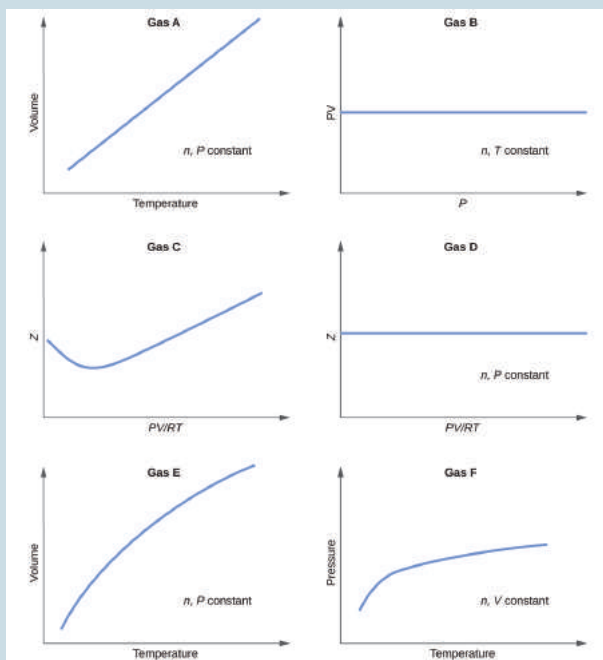 Gas A
Volume
n, P constant
Temperature
Gas B
PV
n, T constant
P
Gas C
Z
PV/RT
Gas D
Z
n, P constant
PV/RT
Gas E
Volume
n, P constant
Temperature
Gas F
Pressure
n, V constant
Temperature